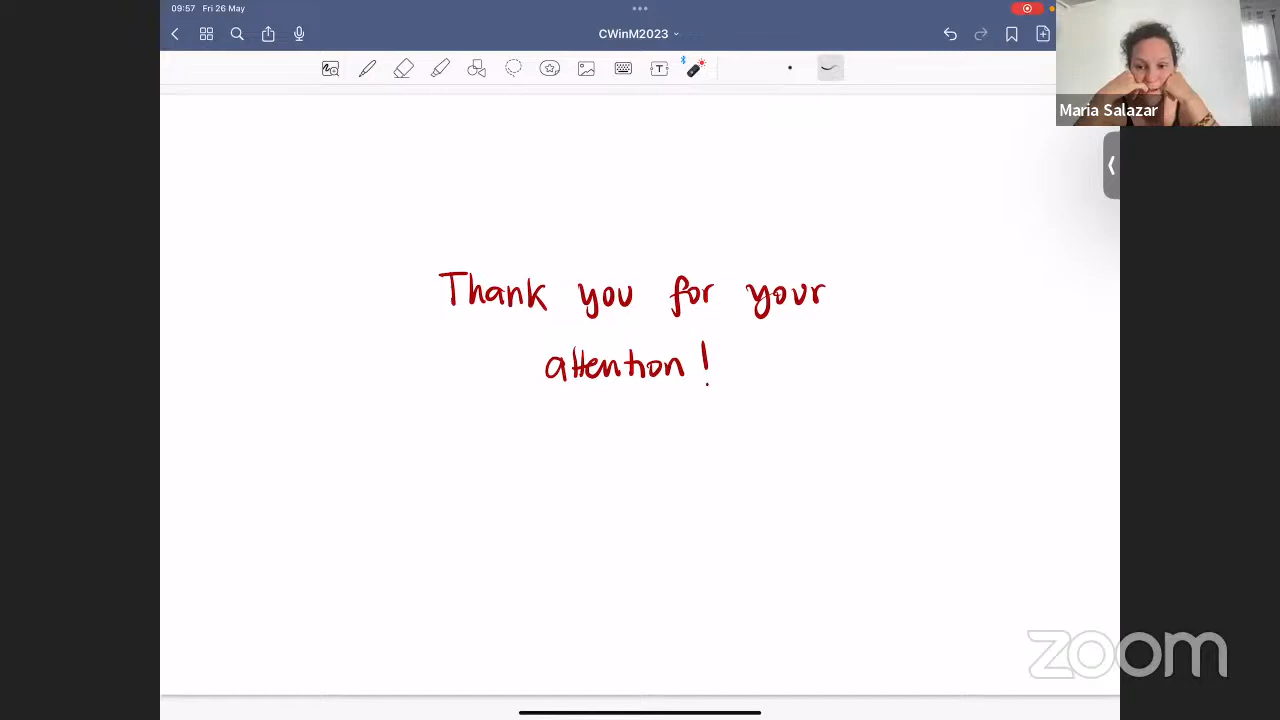 09:57 Fri 26 May
CWinM2023
T
Maria Salazar
Thank you for your
attention!
zoom